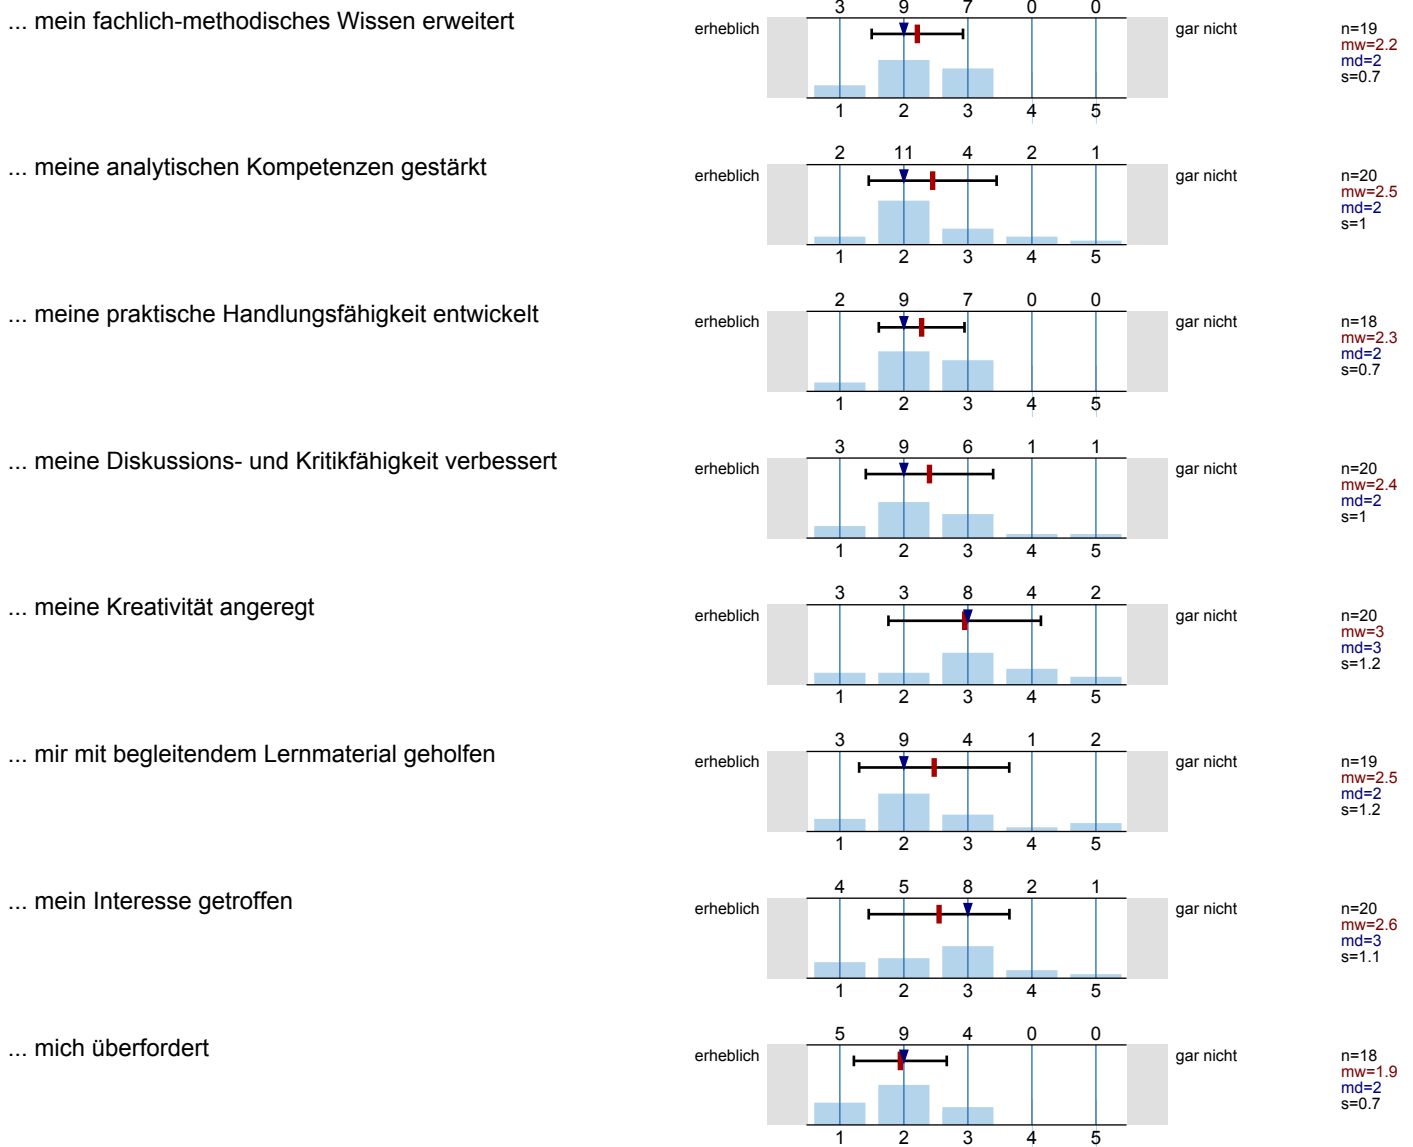 ... mein fachlich-methodisches Wissen erweitert
3 9 7 0 0
erheblich
gar nicht
1 2 3 4 5
n=19
mw=2.2
md=2
s=0.7
... meine analytischen Kompetenzen gestärkt
2 11 4 2 1
erheblich
gar nicht
1 2 3 4 5
n=20
mw=2.5
md=2
s=1
... meine praktische Handlungsfähigkeit entwickelt
2 9 7 0 0
erheblich
gar nicht
1 2 3 4 5
n=18
mw=2.3
md=2
s=0.7
... meine Diskussions- und Kritikfähigkeit verbessert
3 9 6 1 1
erheblich
gar nicht
1 2 3 4 5
n=20
mw=2.4
md=2
s=1
... meine Kreativität angeregt
3 3 8 4 2
erheblich
gar nicht
1 2 3 4 5
n=20
mw=3
md=3
s=1.2
... mir mit begleitendem Lernmaterial geholfen
3 9 4 1 2
erheblich
gar nicht
1 2 3 4 5
n=19
mw=2.5
md=2
s=1.2
... mein Interesse getroffen
4 5 8 2 1
erheblich
gar nicht
1 2 3 4 5
n=20
mw=2.6
md=3
s=1.1
... mich überfordert
5 9 4 0 0
erheblich
gar nicht
1 2 3 4 5
n=18
mw=1.9
md=2
s=0.7